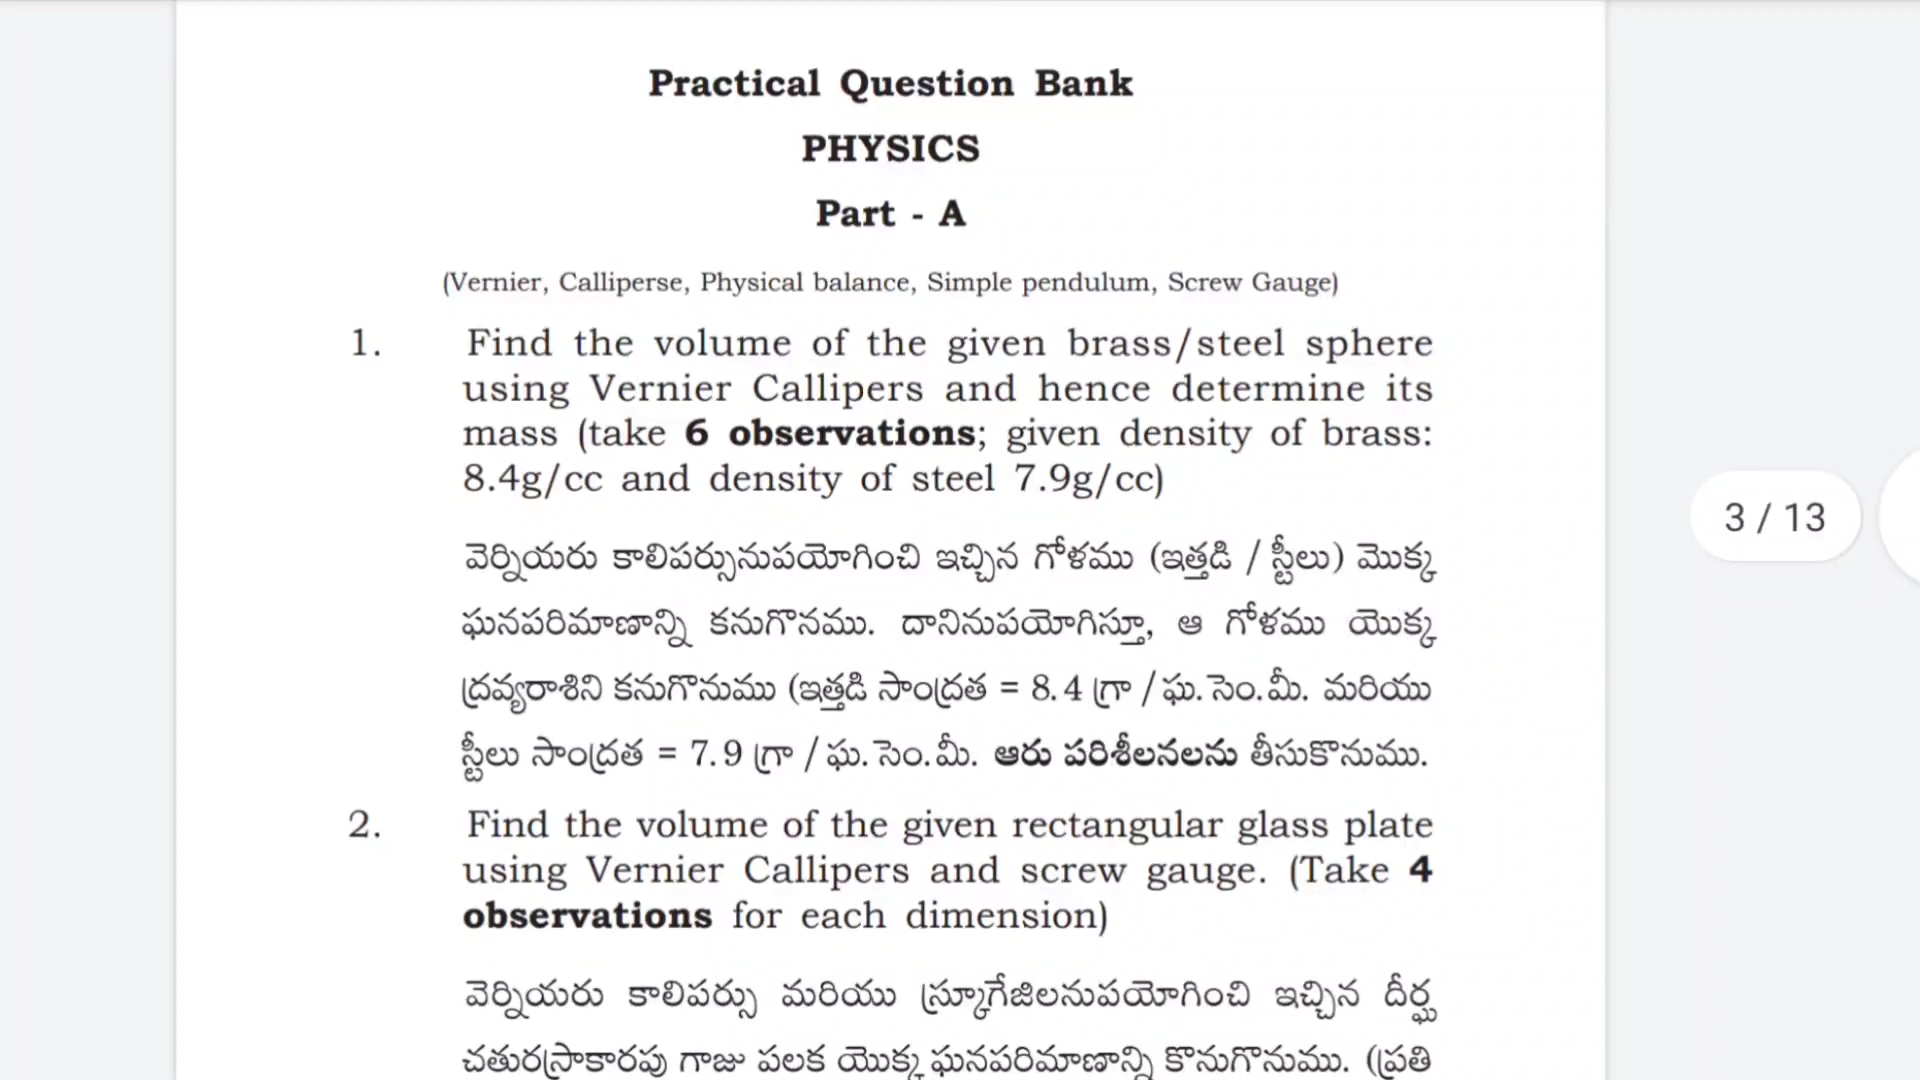 Practical Question Bank
PHYSICS
Part - A
(Vernier, Calliperse, Physical balance, Simple pendulum, Screw Gauge)
1. Find the volume of the given brass/steel sphere
using Vernier Callipers and hence determine its
mass (take 6 observations; given density of brass:
8.4g/cc and density of steel 7.9g/cc)
వెర్నియరు కాలిపర్సునుపయోగించి ఇచ్చిన గోళము (ఇత్తడి / స్టీలు) మొక్క
ఘనపరిమాణాన్ని కనుగొనము. దానినుపయోగిస్తూ, ఆ గోళము యొక్క
ద్రవ్యరాశిని కనుగొనుము (ఇత్తడి సాంద్రత = 8.4 గ్రా / ఘ.సెం.మీ. మరియు
స్టీలు సాంద్రత = 7.9 గ్రా / ఘ.సెం.మీ. ఆరు పరిశీలనలను తీసుకొనుము.
2. Find the volume of the given rectangular glass plate
using Vernier Callipers and screw gauge. (Take 4
observations for each dimension)
వెర్నియరు కాలిపర్సు మరియు స్క్రూగేజిలనుపయోగించి ఇచ్చిన దీర్ఘ
చతురస్రాకారపు గాజు పలక యొక్క ఘనపరిమాణాన్ని కొనుగొనుము. (ప్రతి
3 / 13